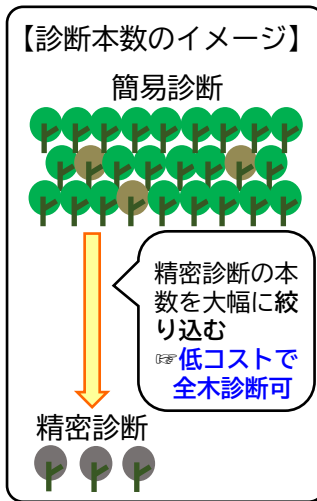 【診断本数のイメージ】
簡易診断
精密診断の本
数を大幅に絞
り込む
☞低コストで
全木診断可
精密診断